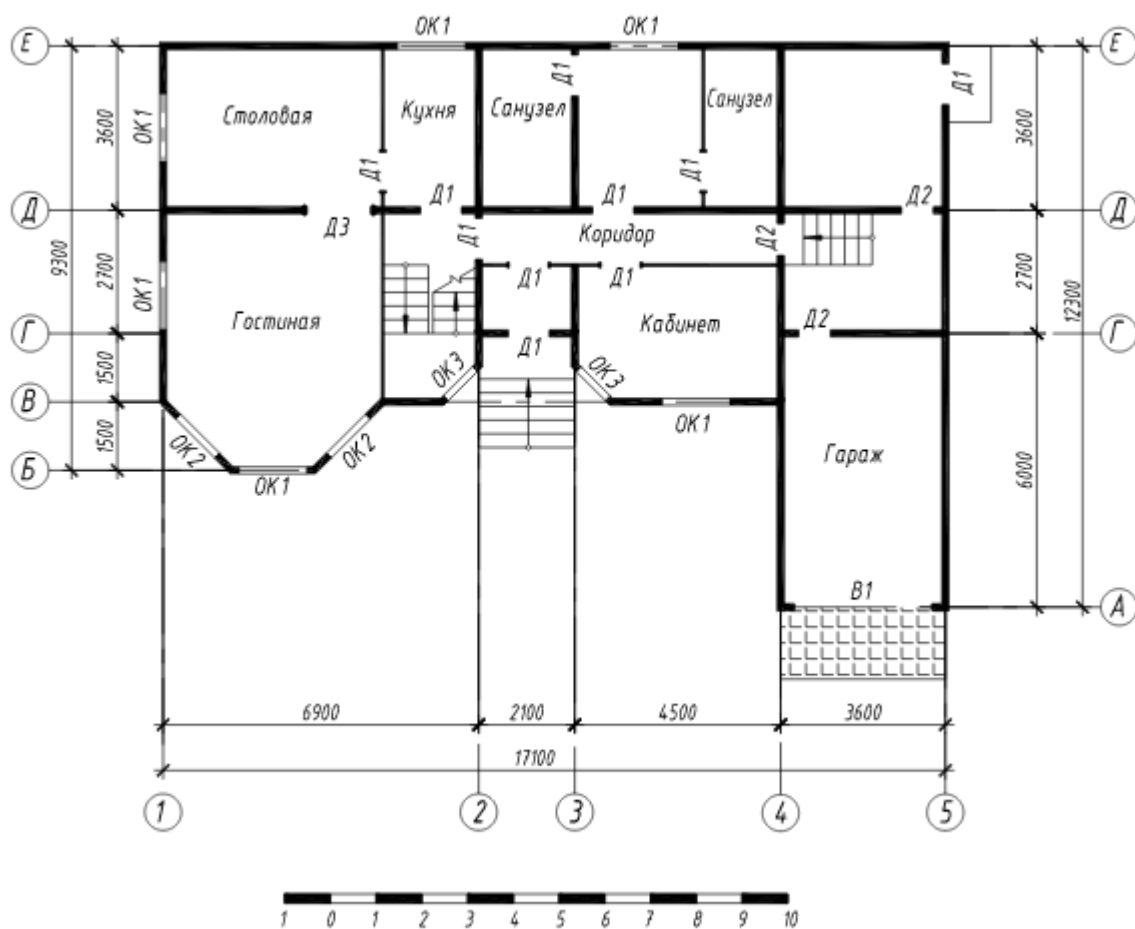 ОК1 ОК1
Е Е
Д1 Д1
Столовая Кухня Санузел Санузел
ОК1 3600 3600
Д1 Д1
Д1 Д1 Д2
Д Д
Д3 Д1 Коридор Д2
9300 2700 ОК1 2700 12300
Д1 Д1
Гостиная Кабинет Д2
Г Г
Д1
1500 ОК3 ОК3
В ОК1
1500 ОК2 ОК2 Гараж 6000
Б ОК1
В1
А
6900 2100 4500 3600
17100
1 2 3 4 5
1 0 1 2 3 4 5 6 7 8 9 10